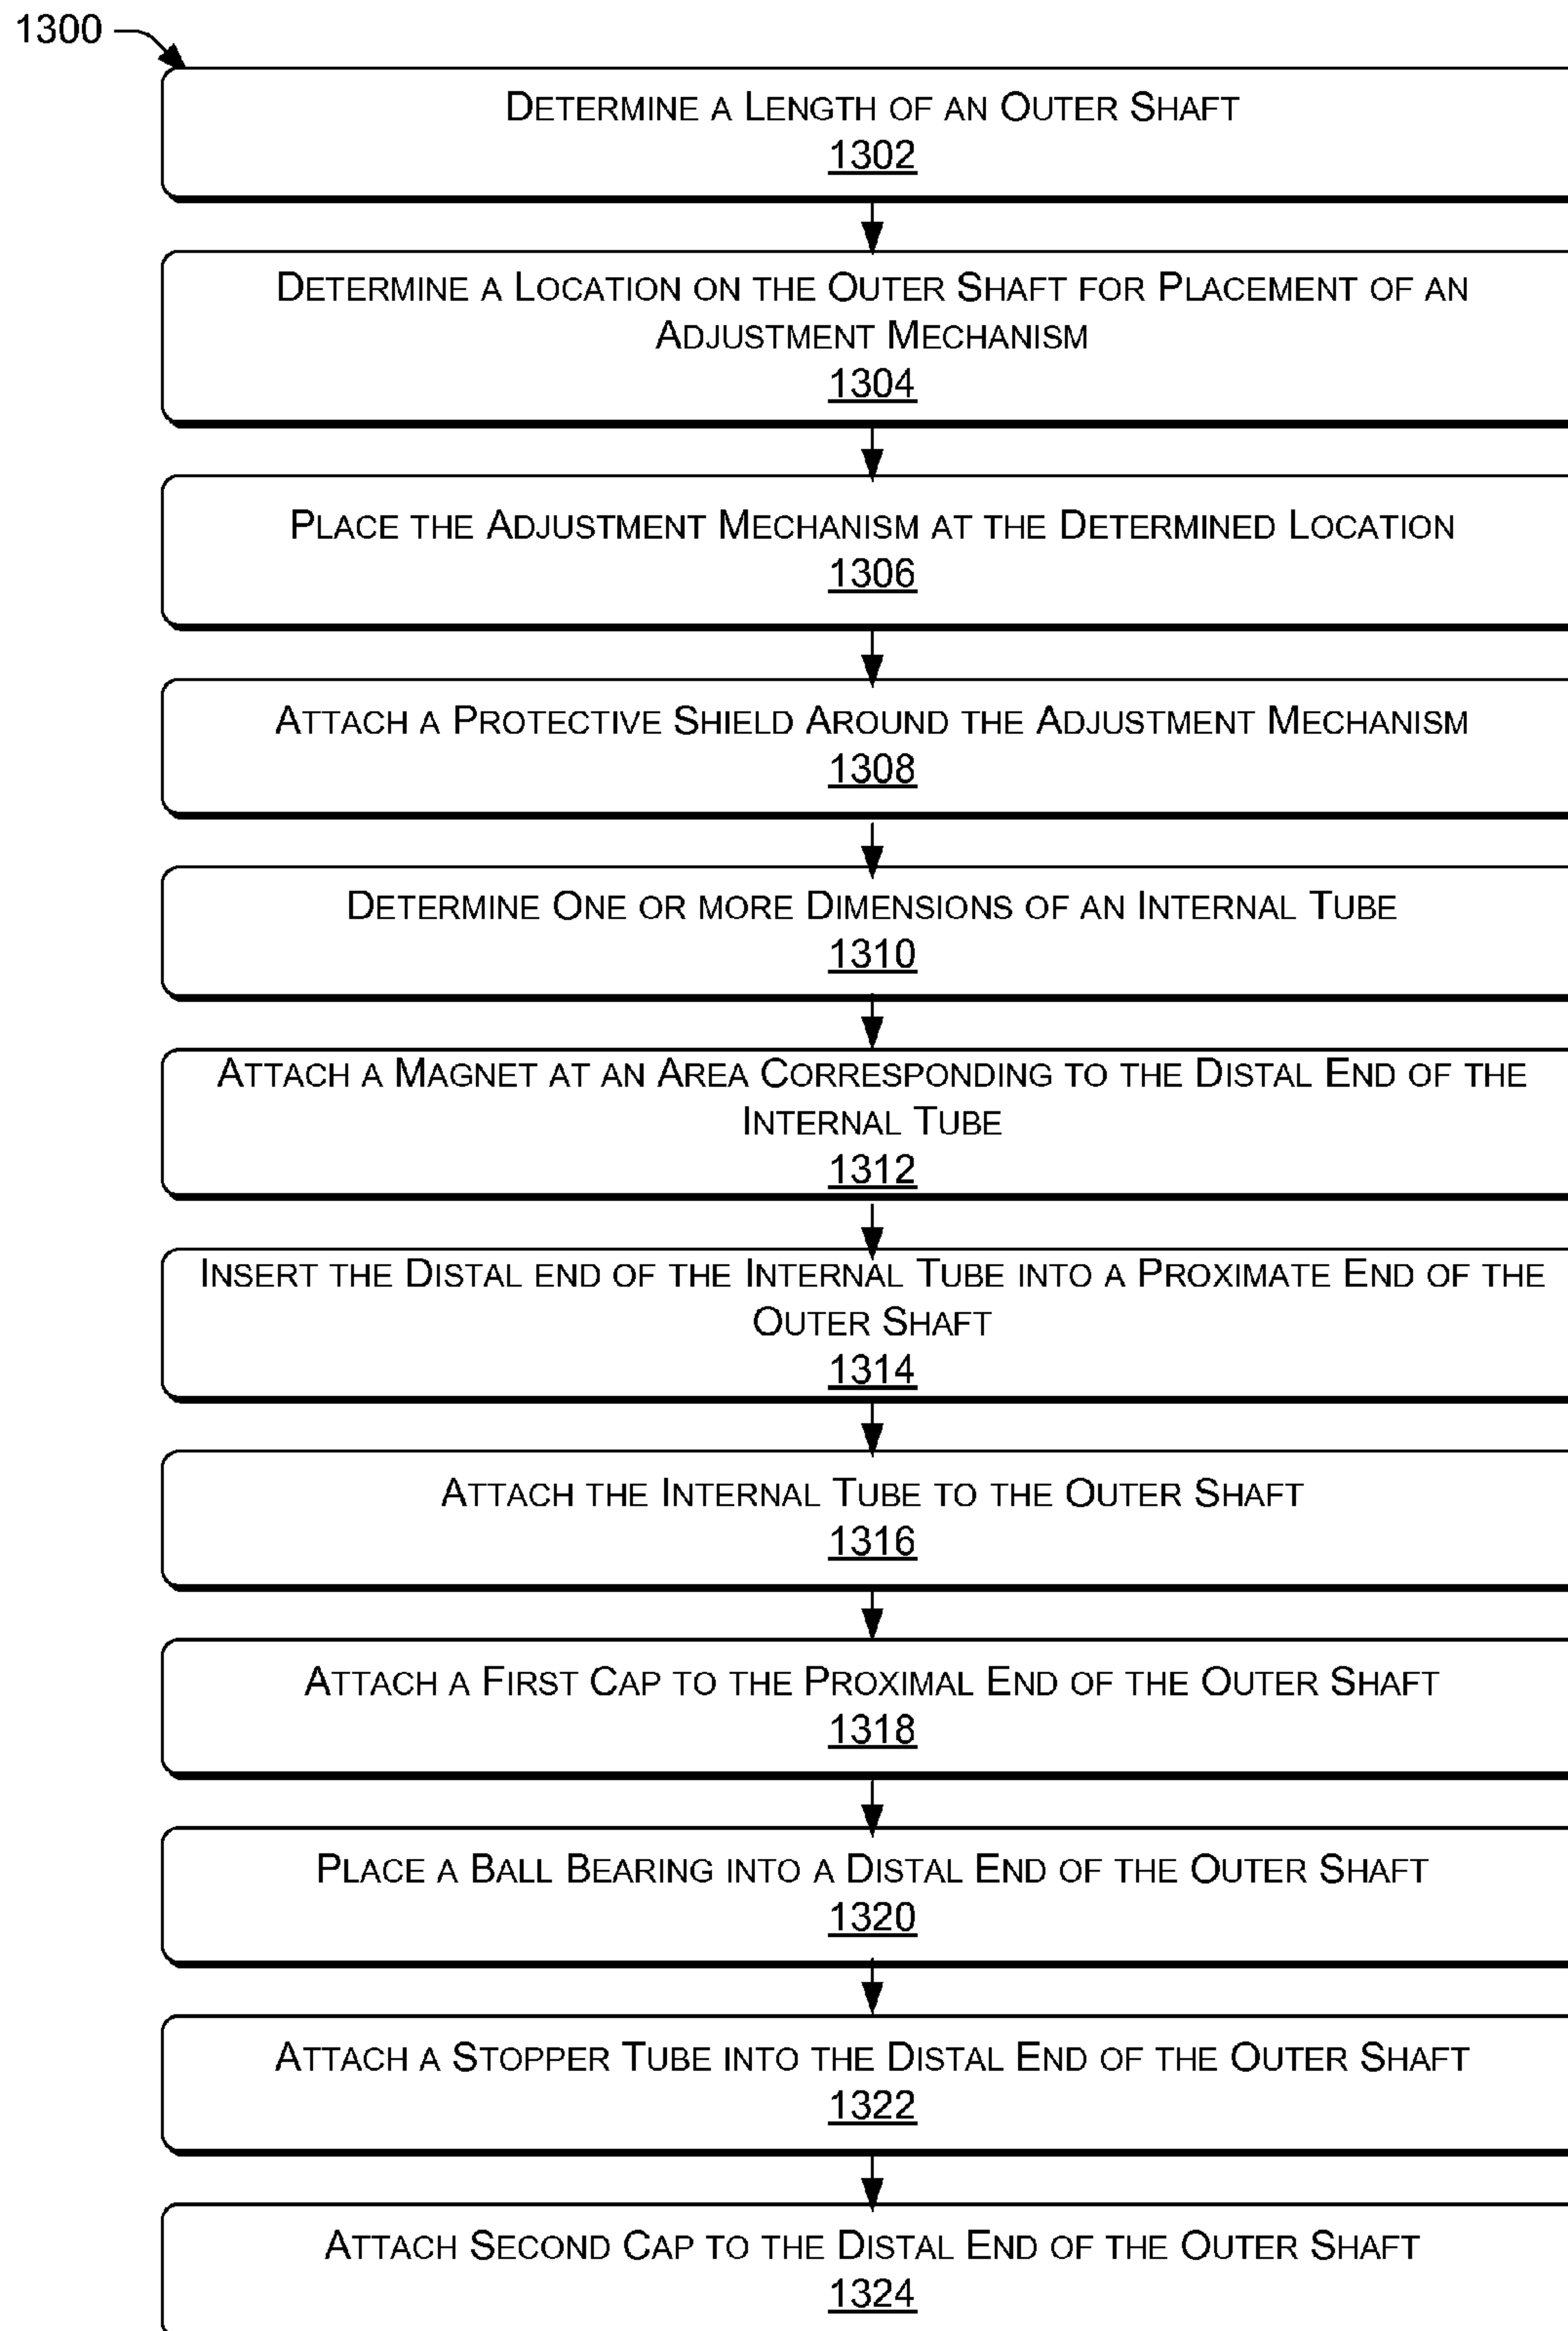 1300
DETERMINE A LENGTH OF AN OUTER SHAFT
1302
DETERMINE A LOCATION ON THE OUTER SHAFT FOR PLACEMENT OF AN
ADJUSTMENT MECHANISM
1304
PLACE THE ADJUSTMENT MECHANISM AT THE DETERMINED LOCATION
1306
ATTACH A PROTECTIVE SHIELD AROUND THE ADJUSTMENT MECHANISM
1308
DETERMINE ONE OR MORE DIMENSIONS OF AN INTERNAL TUBE
1310
ATTACH A MAGNET AT AN AREA CORRESPONDING TO THE DISTAL END OF THE
INTERNAL TUBE
1312
INSERT THE DISTAL END OF THE INTERNAL TUBE INTO A PROXIMATE END OF THE
OUTER SHAFT
1314
ATTACH THE INTERNAL TUBE TO THE OUTER SHAFT
1316
ATTACH A FIRST CAP TO THE PROXIMAL END OF THE OUTER SHAFT
1318
PLACE A BALL BEARING INTO A DISTAL END OF THE OUTER SHAFT
1320
ATTACH A STOPPER TUBE INTO THE DISTAL END OF THE OUTER SHAFT
1322
ATTACH SECOND CAP TO THE DISTAL END OF THE OUTER SHAFT
1324